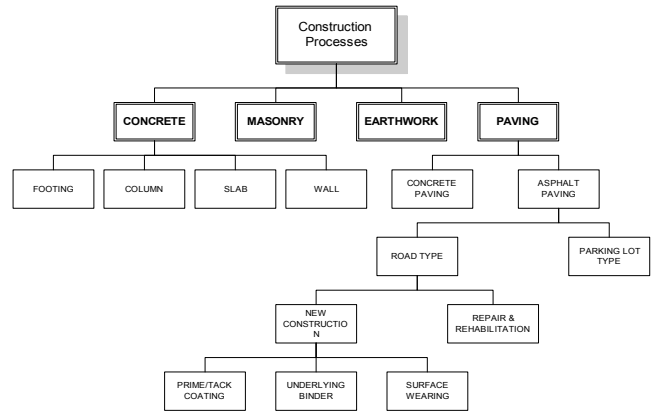 Construction
Processes
CONCRETE
MASONRY
EARTHWORK
PAVING
FOOTING
COLUMN
SLAB
WALL
CONCRETE
PAVING
ASPHALT
PAVING
ROAD TYPE
PARKING LOT
TYPE
NEW
CONSTRUCTIO
N
REPAIR &
REHABILITATION
PRIME/TACK
COATING
UNDERLYING
BINDER
SURFACE
WEARING